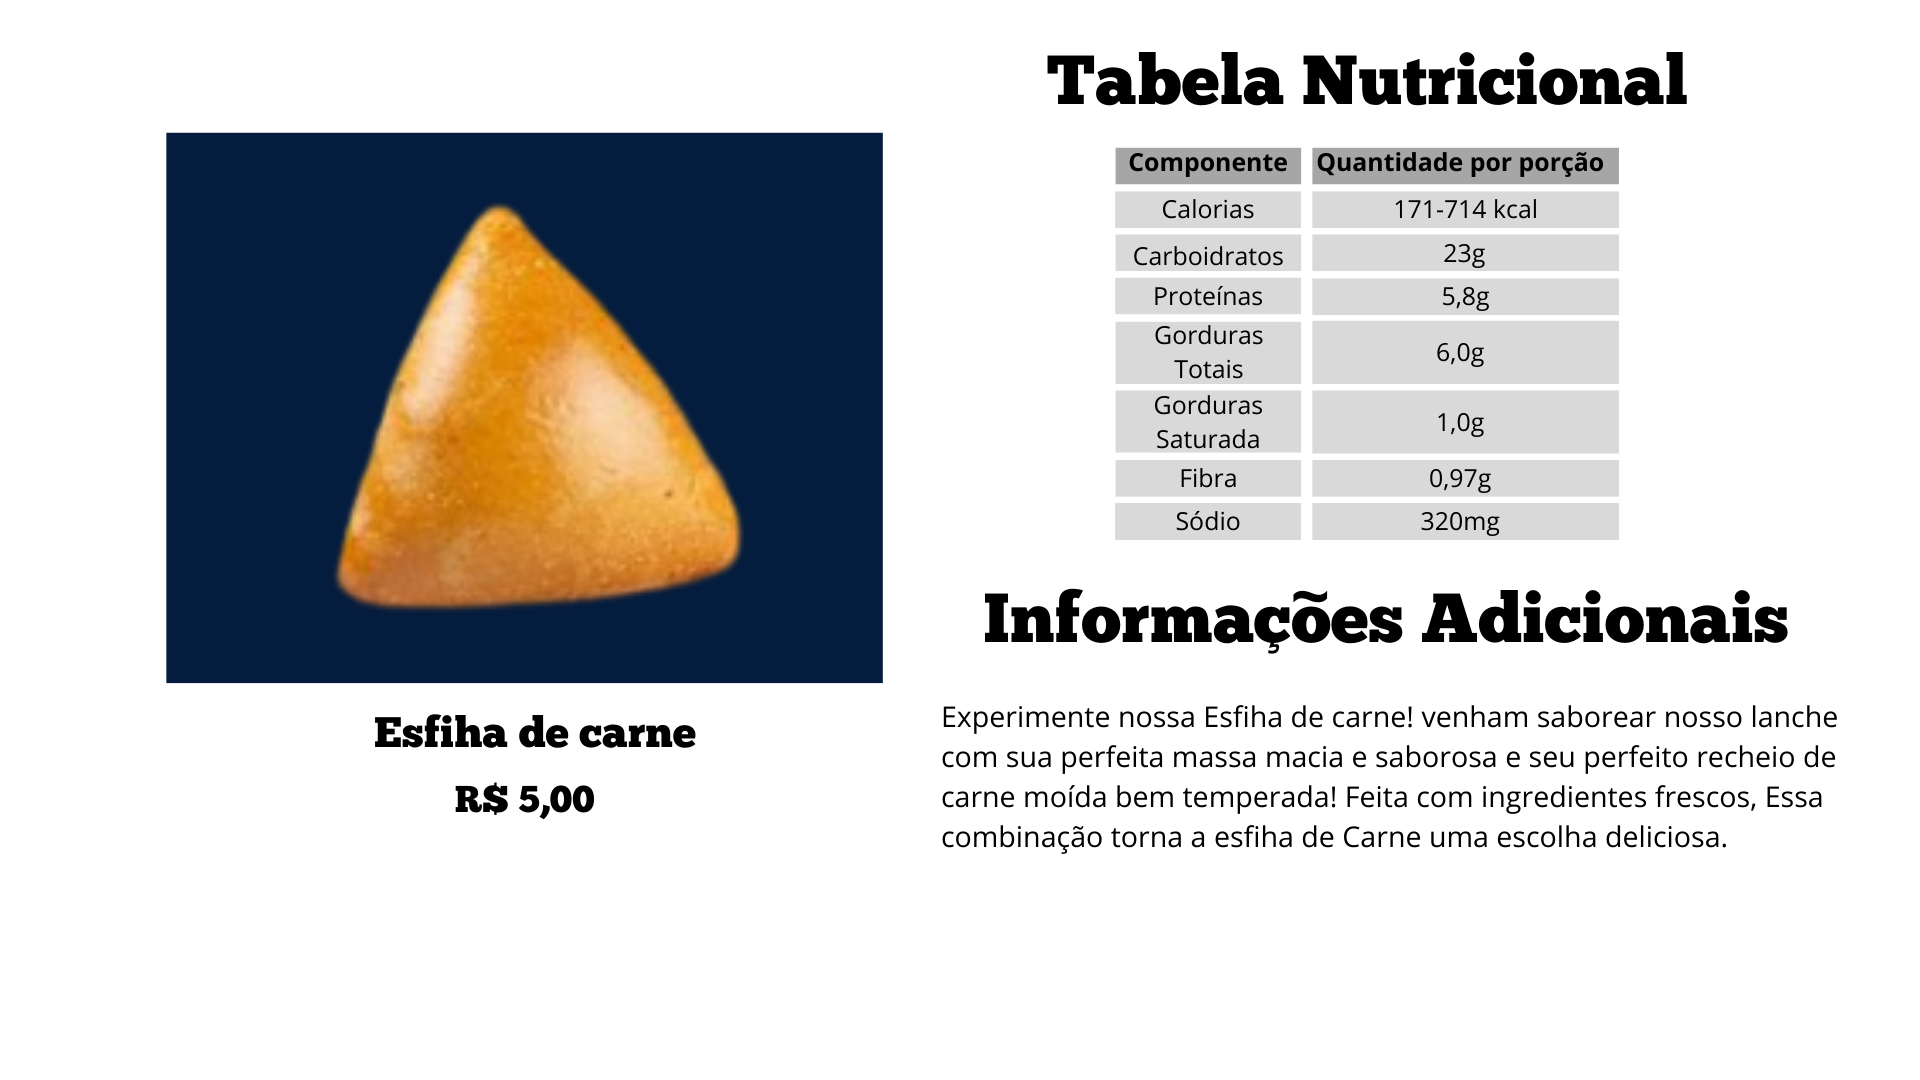 Tabela Nutricional
Componente Quantidade por porção
Calorias 171-714 kcal
Carboidratos 23g
Proteínas 5,8g
Gorduras
Totais 6,0g
Gorduras
Saturada 1,0g
Fibra 0,97g
Sódio 320mg
Esfiha de carne
R$ 5,00
Informações Adicionais
Experimente nossa Esfiha de carne! venham saborear nosso lanche
com sua perfeita massa macia e saborosa e seu perfeito recheio de
carne moída bem temperada! Feita com ingredientes frescos, Essa
combinação torna a esfiha de Carne uma escolha deliciosa.